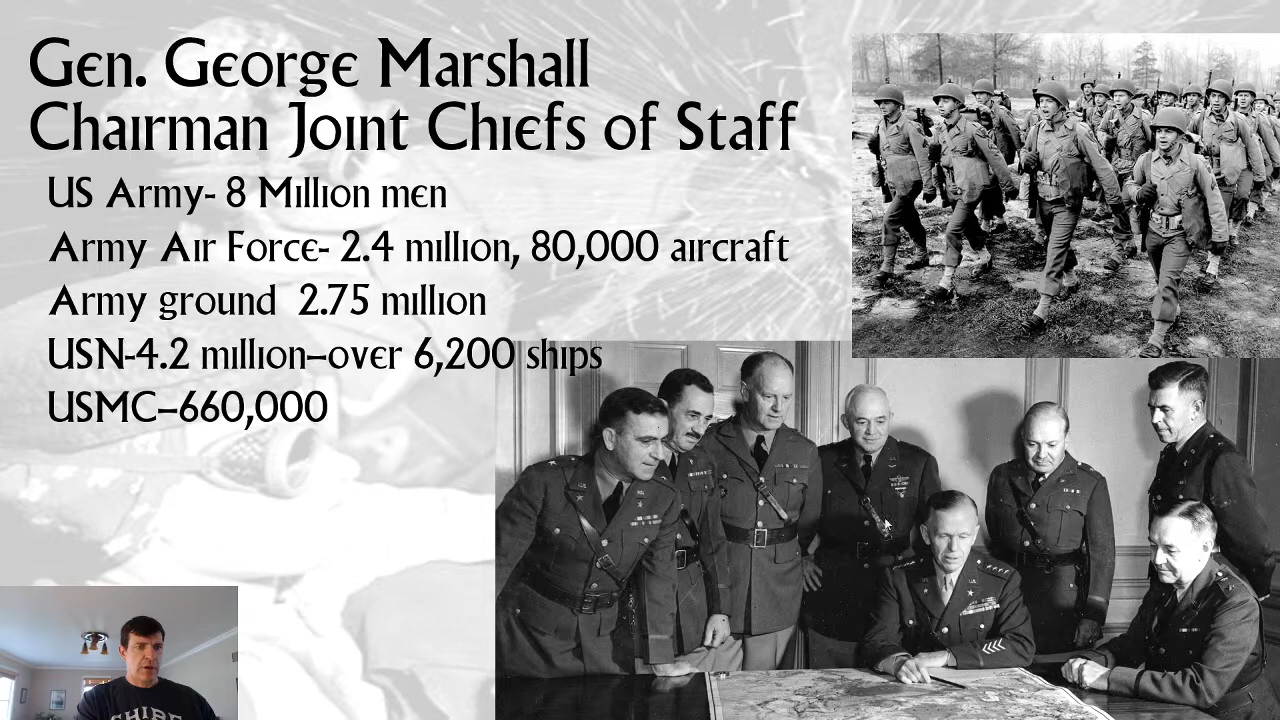 Gen. George Marshall
Chairman Joint Chiefs of Staff
US Army- 8 Million men
Army Air Force- 2.4 million, 80,000 aircraft
Army ground 2.75 million
USN-4.2 million–over 6,200 ships
USMC–660,000